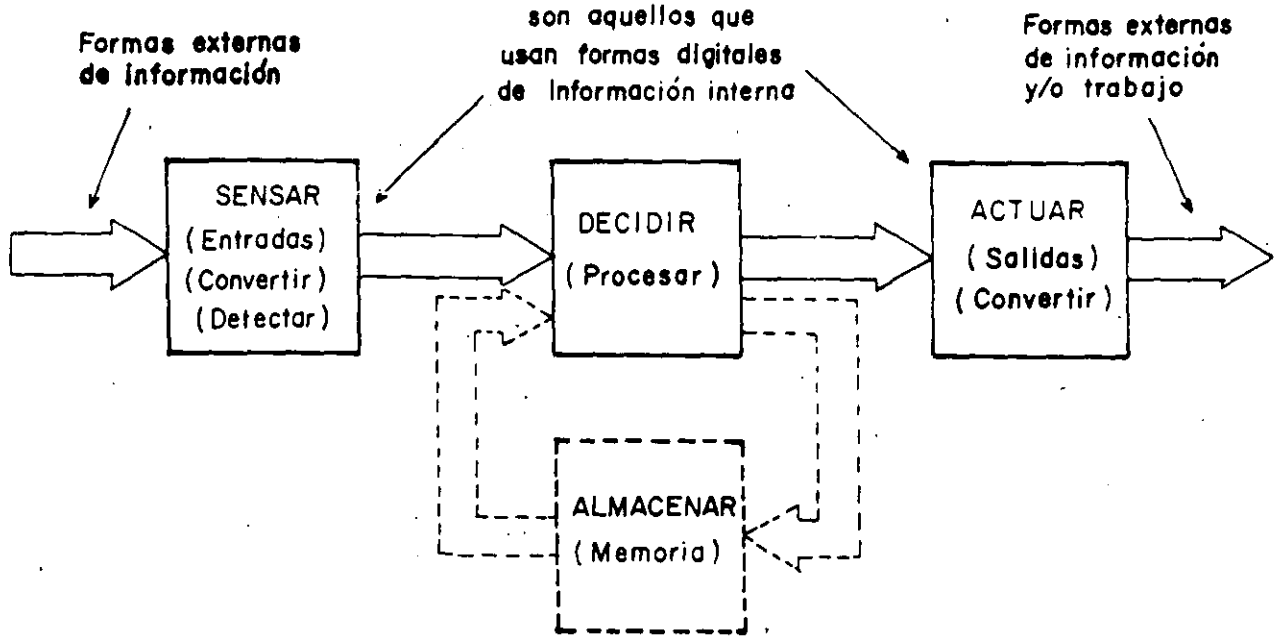 Formas externas
de información
son aquellos que
usan formas digitales
de Información interna
Formas externas
de información
y/o trabajo
SENSAR
(Entradas)
(Convertir)
(Detectar)
DECIDIR
(Procesar)
ACTUAR
(Salidas)
(Convertir)
ALMACENAR
(Memoria)